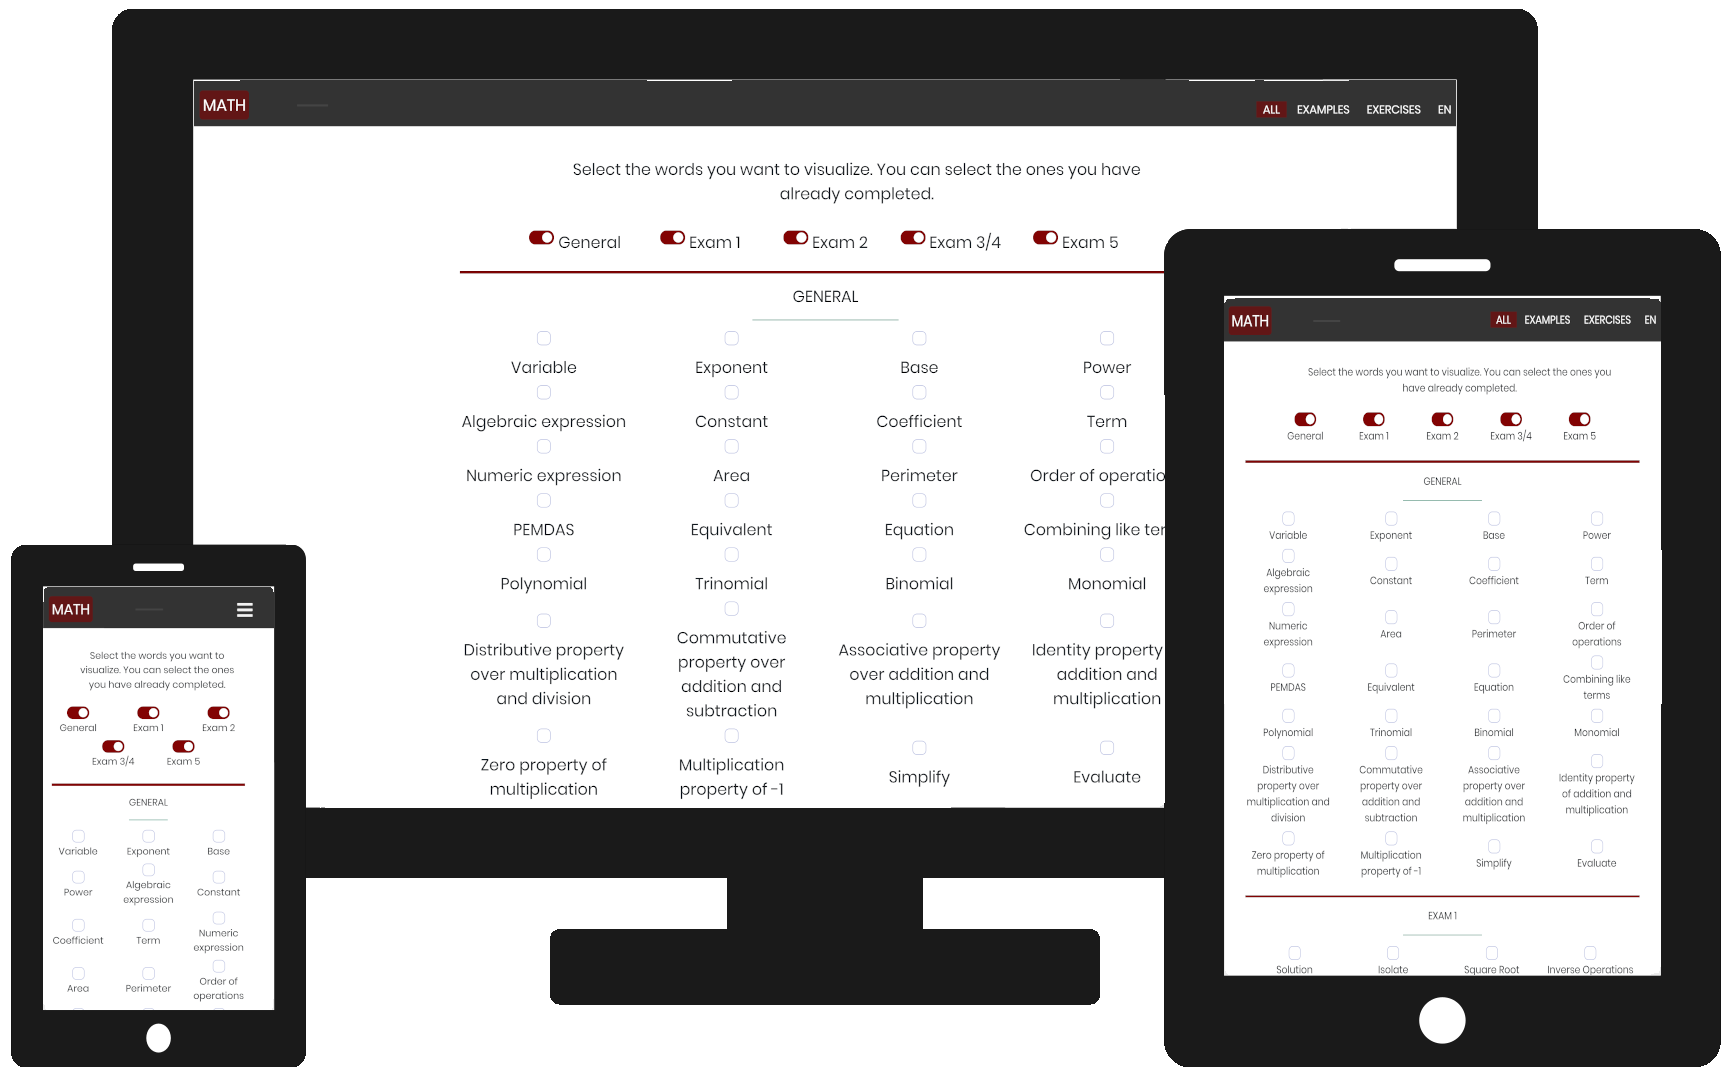 MATH
ALL EXAMPLES EXERCISES EN
Select the words you want to visualize. You can select the ones you have
already completed.
General Exam 1 Exam 2 Exam 3/4 Exam 5
GENERAL
Variable Exponent Base Power
Algebraic expression Constant Coefficient Term
Numeric expression Area Perimeter Order of operatio
PEMDAS Equivalent Equation Combining like ter
Polynomial Trinomial Binomial Monomial
Distributive property
over multiplication
and division
Commutative
property over
addition and
subtraction
Associative property
over addition and
multiplication
Identity property
addition and
multiplication
Zero property of
multiplication
Multiplication
property of -1
Simplify
Evaluate
MATH
Select the words you want to
visualize. You can select the ones
you have already completed.
General Exam 1 Exam 2
Exam 3/4 Exam 5
GENERAL
Variable Exponent Base
Power
Algebraic
expression
Constant
Coefficient Term
Numeric
expression
Area Perimeter
Order of
operations
MATH
ALL EXAMPLES EXERCISES EN
Select the words you want to visualize. You can select the ones you
have already completed.
General Exam 1 Exam 2 Exam 3/4 Exam 5
GENERAL
Variable Exponent Base Power
Algebraic
expression
Constant Coefficient Term
Numeric
expression
Area Perimeter
Order of
operations
PEMDAS Equivalent Equation
Combining like
terms
Polynomial Trinomial Binomial Monomial
Distributive
property over
multiplication and
division
Commutative
property over
addition and
subtraction
Associative
property over
addition and
multiplication
Identity property
of addition and
multiplication
Zero property of
multiplication
Multiplication
property of -1
Simplify
Evaluate
EXAM 1
Solution Isolate Square Root Inverse Operations